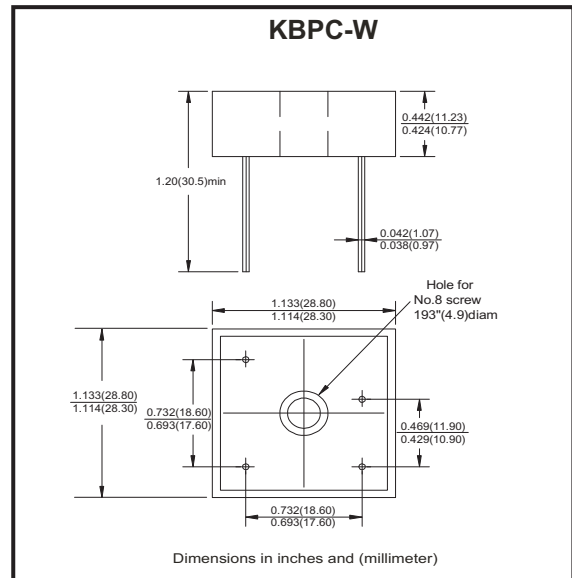 KBPC-W
0.442(11.23)
0.424(10.77)
1.20(30.5)min
0.042(1.07)
0.038(0.97)
Hole for
No.8 screw
193"(4.9)diam
1.133(28.80)
1.114(28.30)
1.133(28.80)
1.114(28.30)
0.732(18.60)
0.693(17.60)
0.469(11.90)
0.429(10.90)
0.732(18.60)
0.693(17.60)
Dimensions in inches and (millimeter)